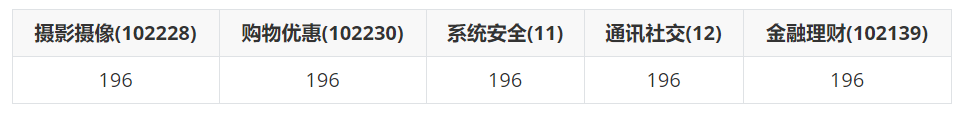 摄影摄像(102228) 购物优惠(102230) 系统安全(11) 通讯社交(12) 金融理财(102139)
196 196 196 196 196